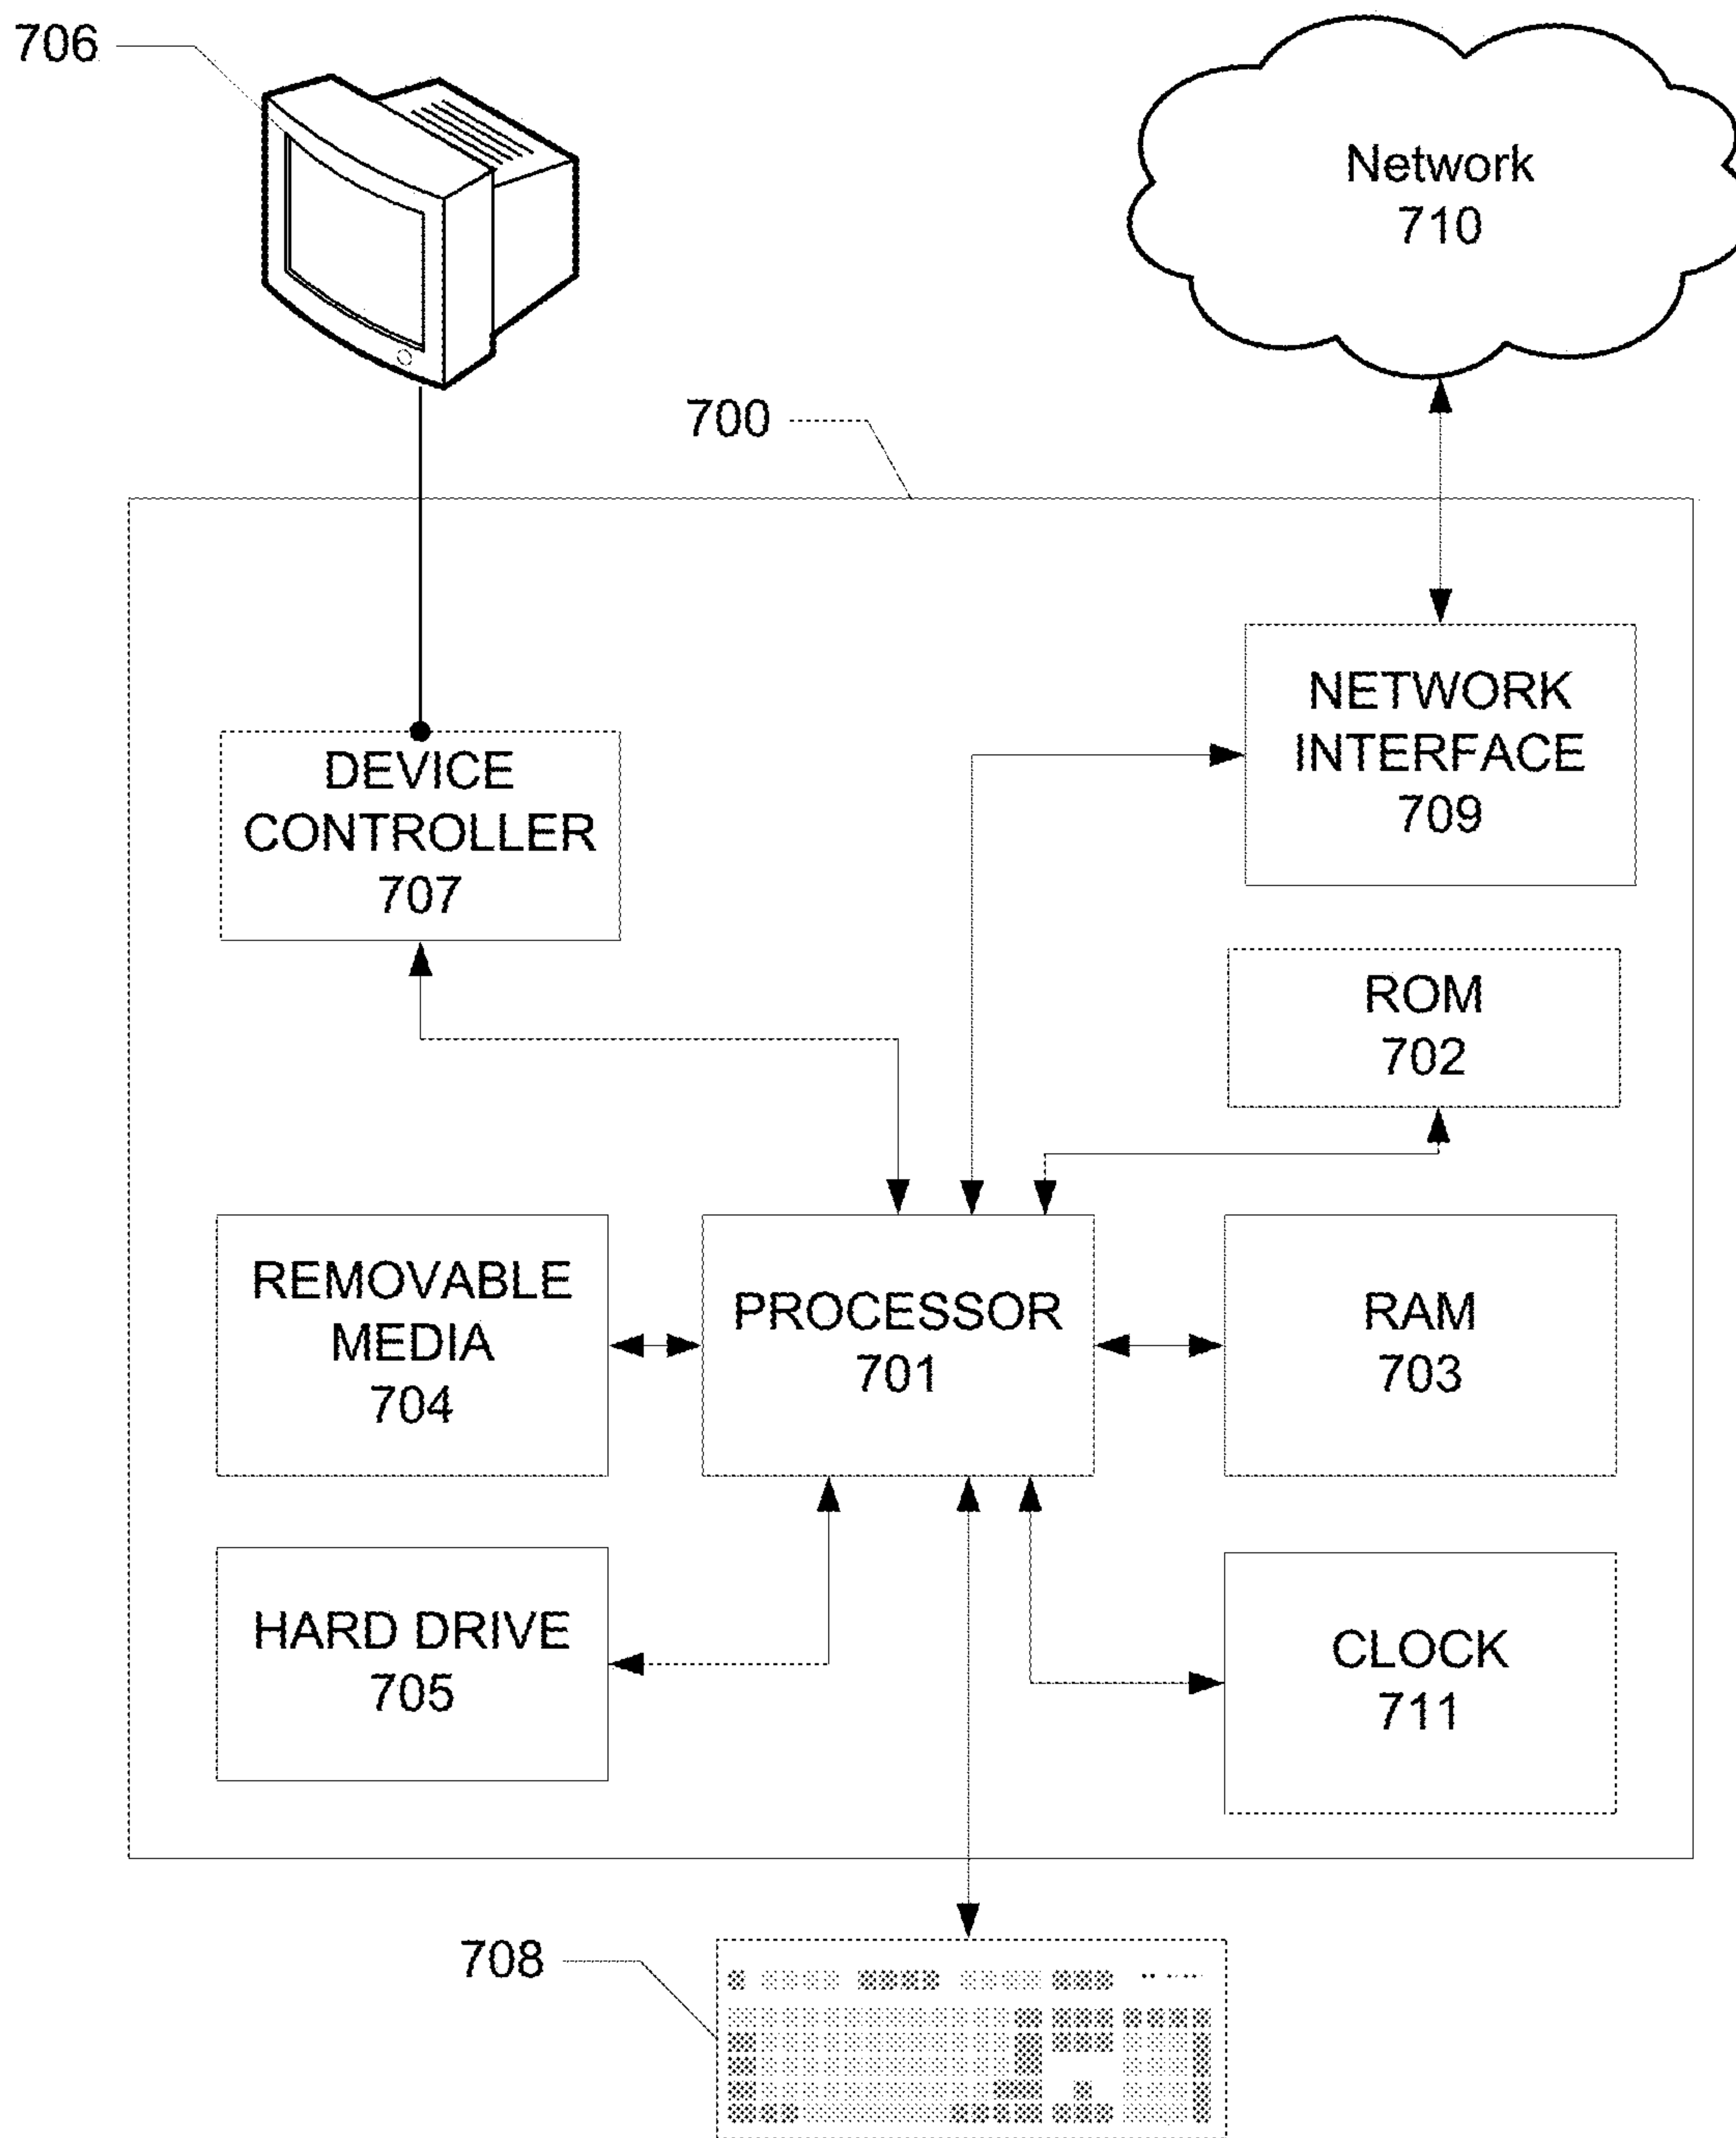 706
Network
710
700
NETWORK
INTERFACE
709
DEVICE
CONTROLLER
707
ROM
702
REMOVABLE
MEDIA
704
PROCESSOR
701
RAM
703
HARD DRIVE
705
CLOCK
711
708